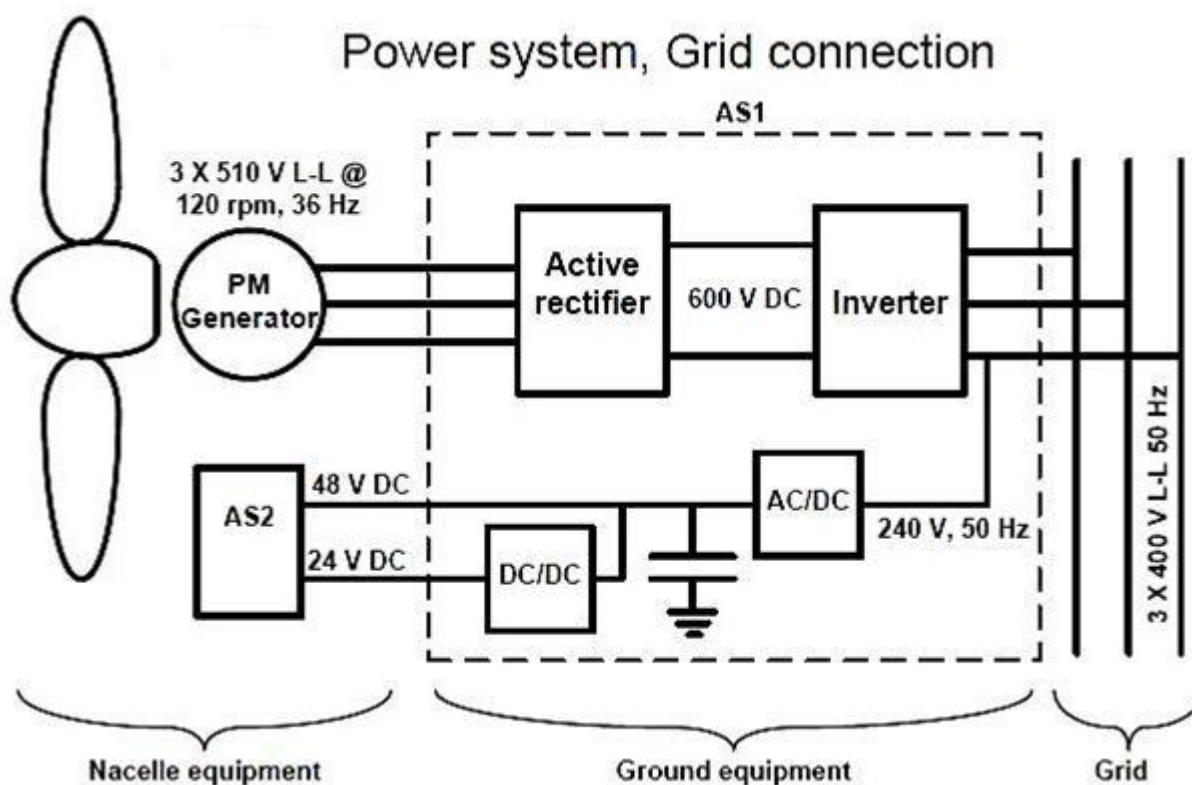 Power system, Grid connection
AS1
3 X 510 V L-L @
120 rpm, 36 Hz
PM
Generator
Active
rectifier
600 V DC
Inverter
AS2
48 V DC
24 V DC
DC/DC
AC/DC
240 V, 50 Hz
3 X 400 V L-L 50 Hz
Nacelle equipment
Ground equipment
Grid